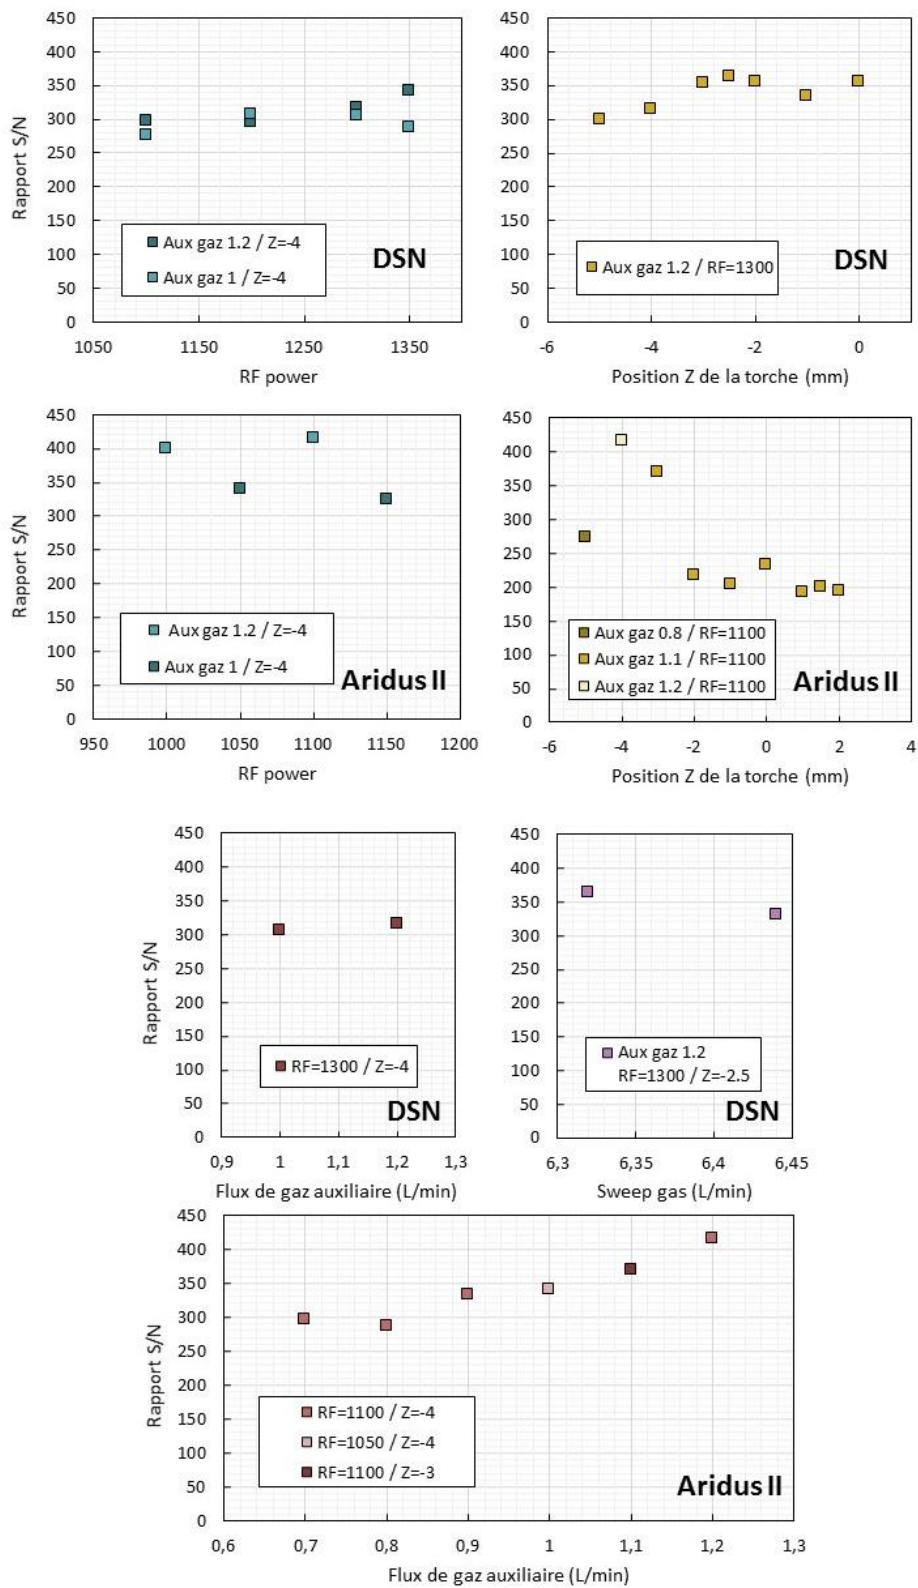 450
400
350
300
250
200
150
100
50
0
Rapport S/N
Aux gaz 1.2 / Z=-4
Aux gaz 1 / Z=-4
DSN
1050 1150 1250 1350
RF power
450
400
350
300
250
200
150
100
50
0
Aux gaz 1.2 / RF=1300
DSN
-6 -4 -2 0
Position Z de la torche (mm)
450
400
350
300
250
200
150
100
50
0
Rapport S/N
Aux gaz 1.2 / Z=-4
Aux gaz 1 / Z=-4
Aridus II
950 1000 1050 1100 1150 1200
RF power
450
400
350
300
250
200
150
100
50
0
Aux gaz 0.8 / RF=1100
Aux gaz 1.1 / RF=1100
Aux gaz 1.2 / RF=1100
Aridus II
-6 -4 -2 0 2 4
Position Z de la torche (mm)
450
400
350
300
250
200
150
100
50
0
Rapport S/N
RF=1300 / Z=-4
DSN
0,9 1 1,1 1,2 1,3
Flux de gaz auxiliaire (L/min)
450
400
350
300
250
200
150
100
50
0
Aux gaz 1.2
RF=1300 / Z=-2.5
DSN
6,3 6,35 6,4 6,45
Sweep gas (L/min)
450
400
350
300
250
200
150
100
50
0
Rapport S/N
RF=1100 / Z=-4
RF=1050 / Z=-4
RF=1100 / Z=-3
Aridus II
0,6 0,7 0,8 0,9 1 1,1 1,2 1,3
Flux de gaz auxiliaire (L/min)